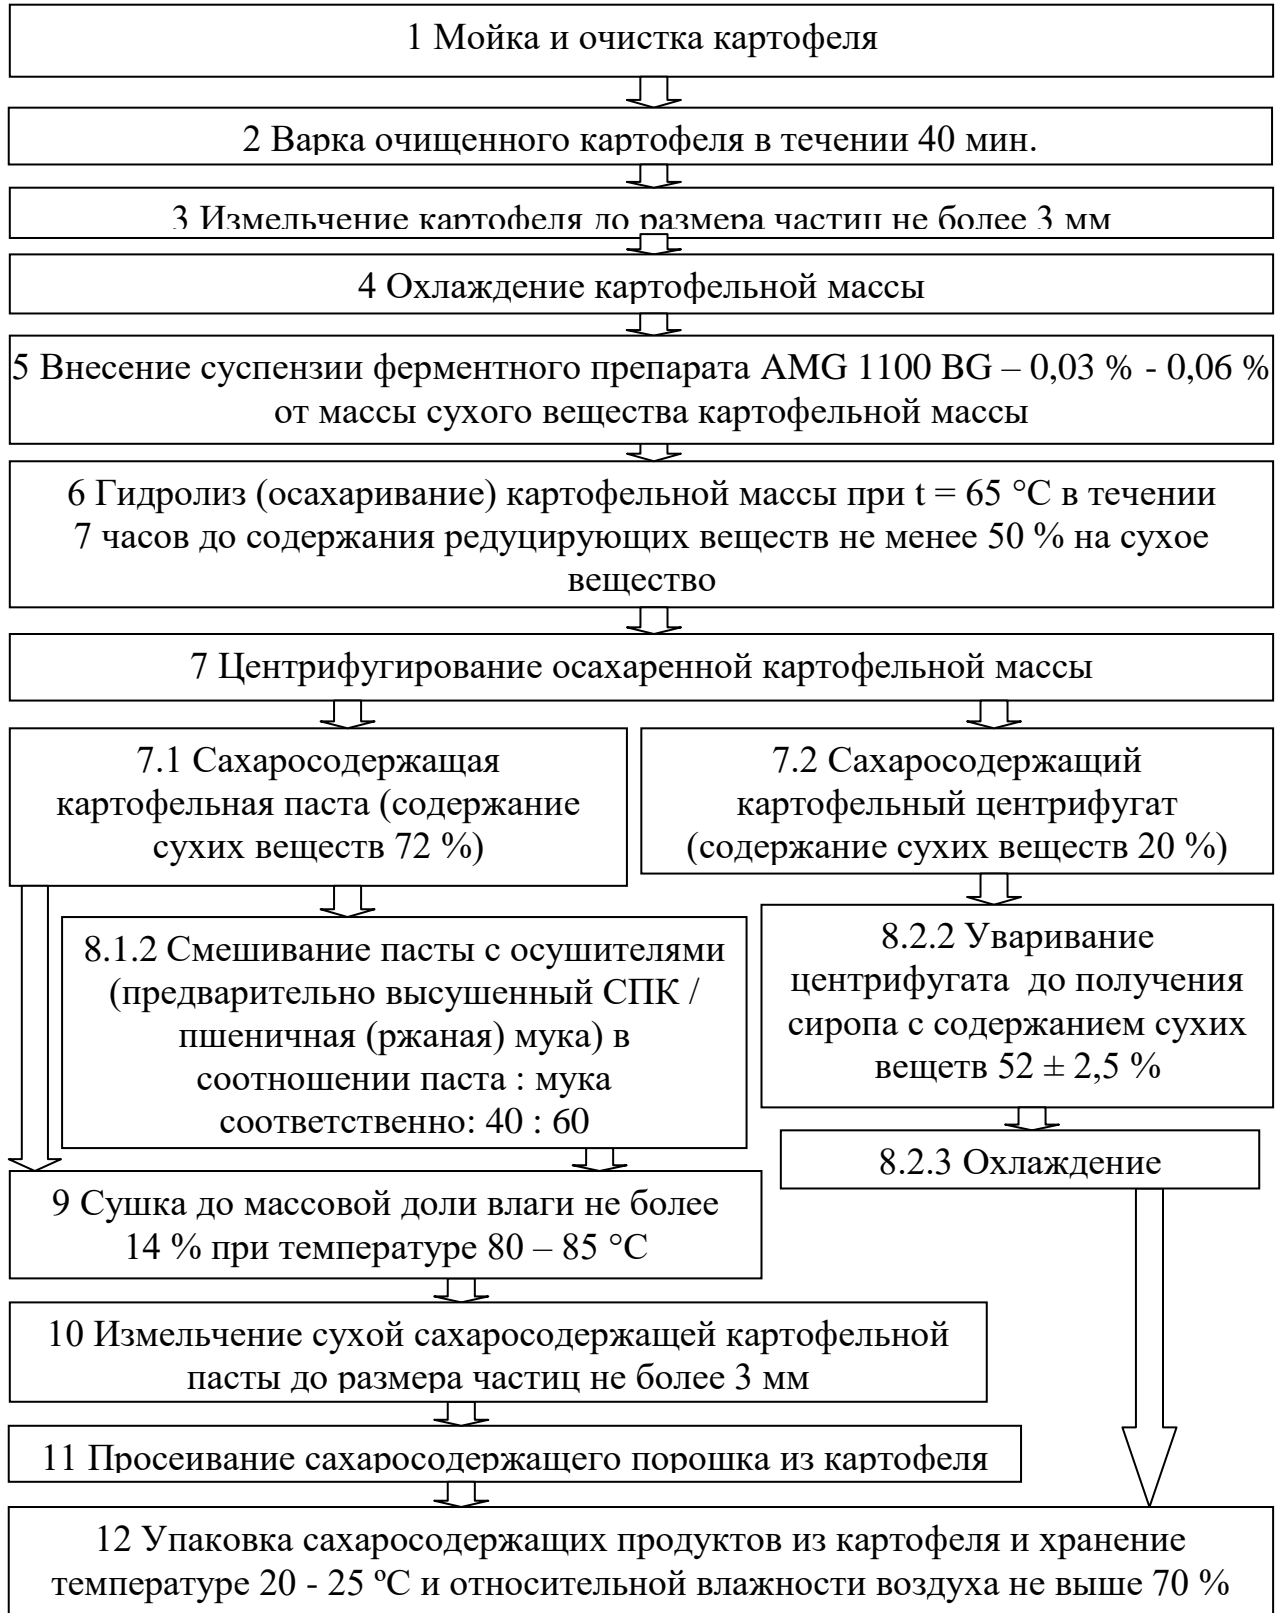 1 Мойка и очистка картофеля
2 Варка очищенного картофеля в течении 40 мин.
3 Измельчение картофеля до размера частиц не более 3 мм
4 Охлаждение картофельной массы
5 Внесение суспензии ферментного препарата AMG 1100 BG – 0,03 % - 0,06 %
от массы сухого вещества картофельной массы
6 Гидролиз (осахаривание) картофельной массы при t = 65 °С в течении
7 часов до содержания редуцирующих веществ не менее 50 % на сухое
вещество
7 Центрифугирование осахаренной картофельной массы
7.1 Сахаросодержащая
картофельная паста (содержание
сухих веществ 72 %)
7.2 Сахаросодержащий
картофельный центрифугат
(содержание сухих веществ 20 %)
8.1.2 Смешивание пасты с осушителями
(предварительно высушенный СПК /
пшеничная (ржаная) мука) в
соотношении паста : мука
соответственно: 40 : 60
8.2.2 Уваривание
центрифугата до получения
сиропа с содержанием сухих
вещетв 52 ± 2,5 %
8.2.3 Охлаждение
9 Сушка до массовой доли влаги не более
14 % при температуре 80 – 85 °С
10 Измельчение сухой сахаросодержащей картофельной
пасты до размера частиц не более 3 мм
11 Просеивание сахаросодержащего порошка из картофеля
12 Упаковка сахаросодержащих продуктов из картофеля и хранение
температуре 20 - 25 ºС и относительной влажности воздуха не выше 70 %